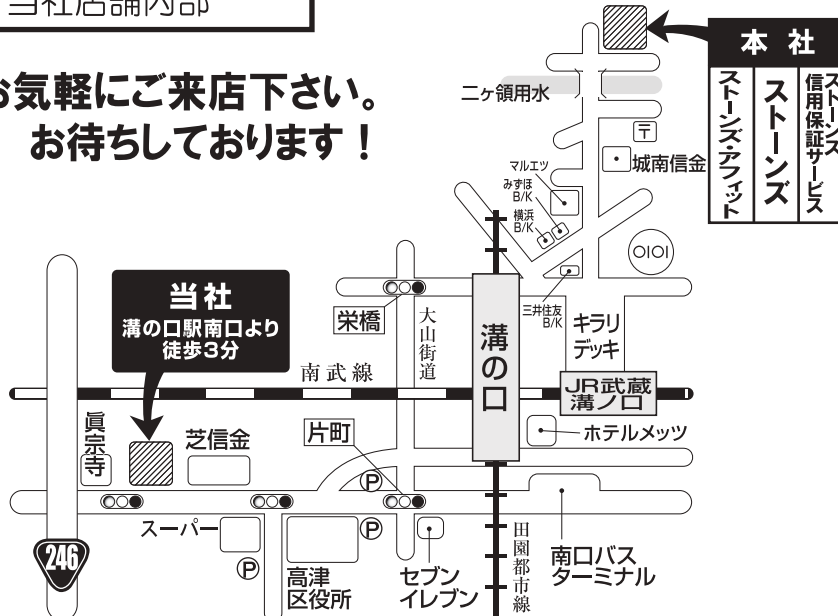 当社店舗内部
お気軽にご来店下さい。
お待ちしております！
本社
ストーンズ・アフィット
ストーンズ
ストーンズ
信用保証サービス
二ヶ領用水
〒
城南信金
マルエツ
みずほ
B/K
横浜
B/K
OIOI
三井住友
B/K
キラリ
デッキ
当社
溝の口駅南口より
徒歩3分
栄橋
大山街道
溝の口
南武線
JR武蔵
溝ノ口
眞宗寺
芝信金
片町
ホテルメッツ
P
スーパー
P
P
246
高津
区役所
セブン
イレブン
田園都市線
南口バス
ターミナル